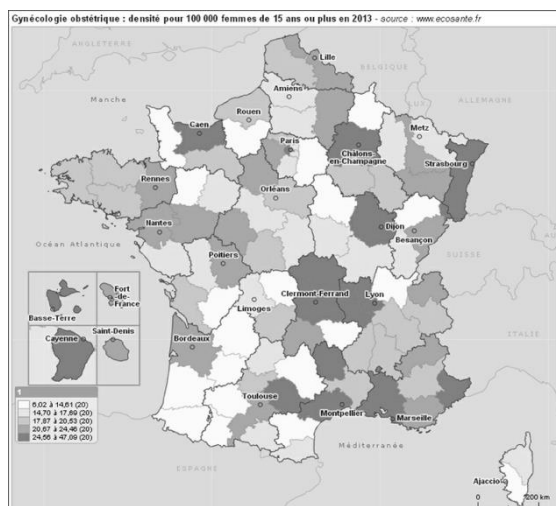 Gynécologie obstétrique : densité pour 100 000 femmes de 15 ans ou plus en 2013 - source : www.ecosante.fr
ANGLETERRE
BELGIQUE
ALLEMAGNE
LUX
Manche
Lille
Amiens
Rouen
Caen
Metz
Paris
Châlons
en-Champagne
Strasbourg
Rennes
Orléans
Nantes
Dijon
Besançon
Océan Atlantique
SUISSE
Poitiers
Fort
de-
France
Basse-Terre
Clermont-Ferrand
Lyon
Limoges
Cayenne
Saint-Denis
ITALIE
Bordeaux
Toulouse
Montpellier
Marseille
6,02 à 14,61 (20)
14,70 à 17,69 (20)
17,87 à 20,53 (20)
20,67 à 24,46 (20)
24,56 à 47,09 (20)
Méditerranée
ESPAGNE
Ajaccio
0 200 km